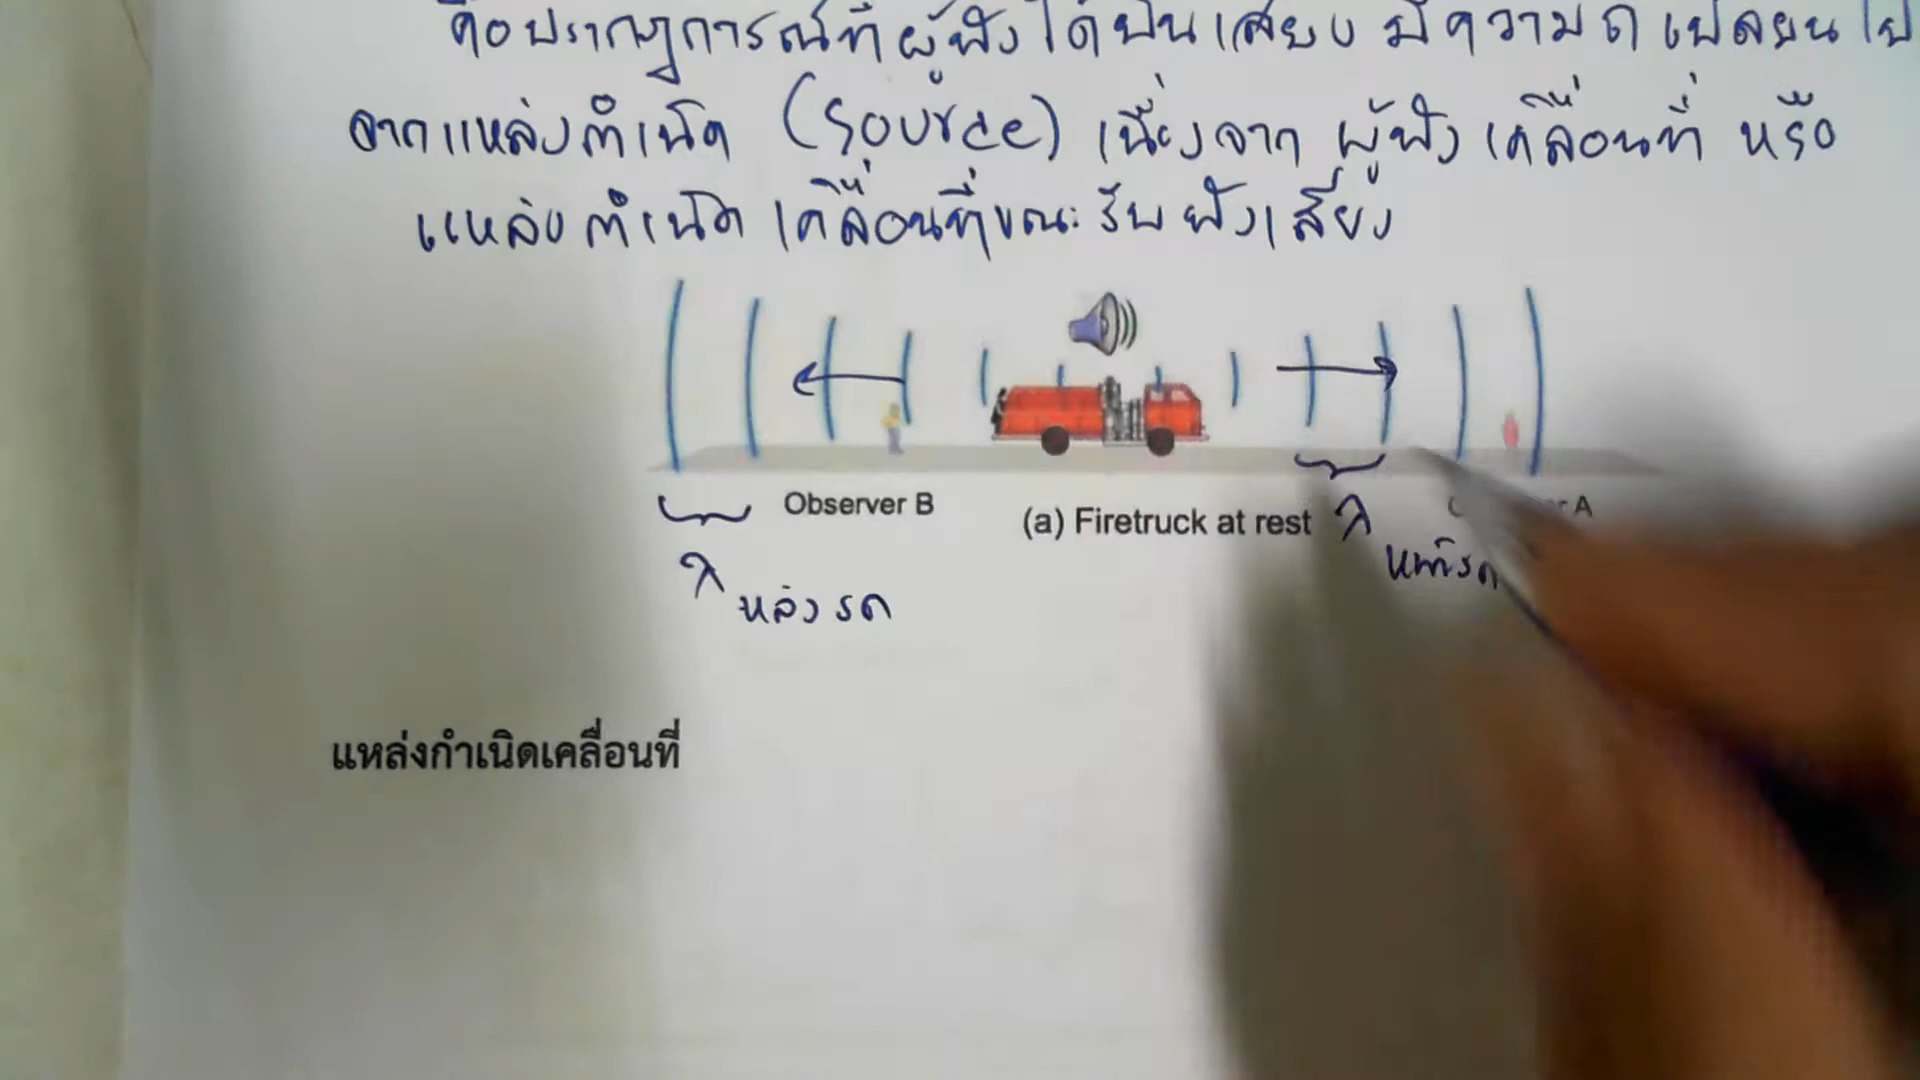 คือปรากฏการณ์ที่ผู้ฟังได้ยินเสียง มีความถี่เปลี่ยนไป
จากแหล่งกำเนิด (source) เนื่องจาก ผู้ฟัง เคลื่อนที่ หรือ
แหล่งกำเนิด เคลื่อนที่ขณะรับฟังเสียง
Observer B
(a) Firetruck at rest
λ หน้ารถ
λ หลังรถ
แหล่งกำเนิดเคลื่อนที่